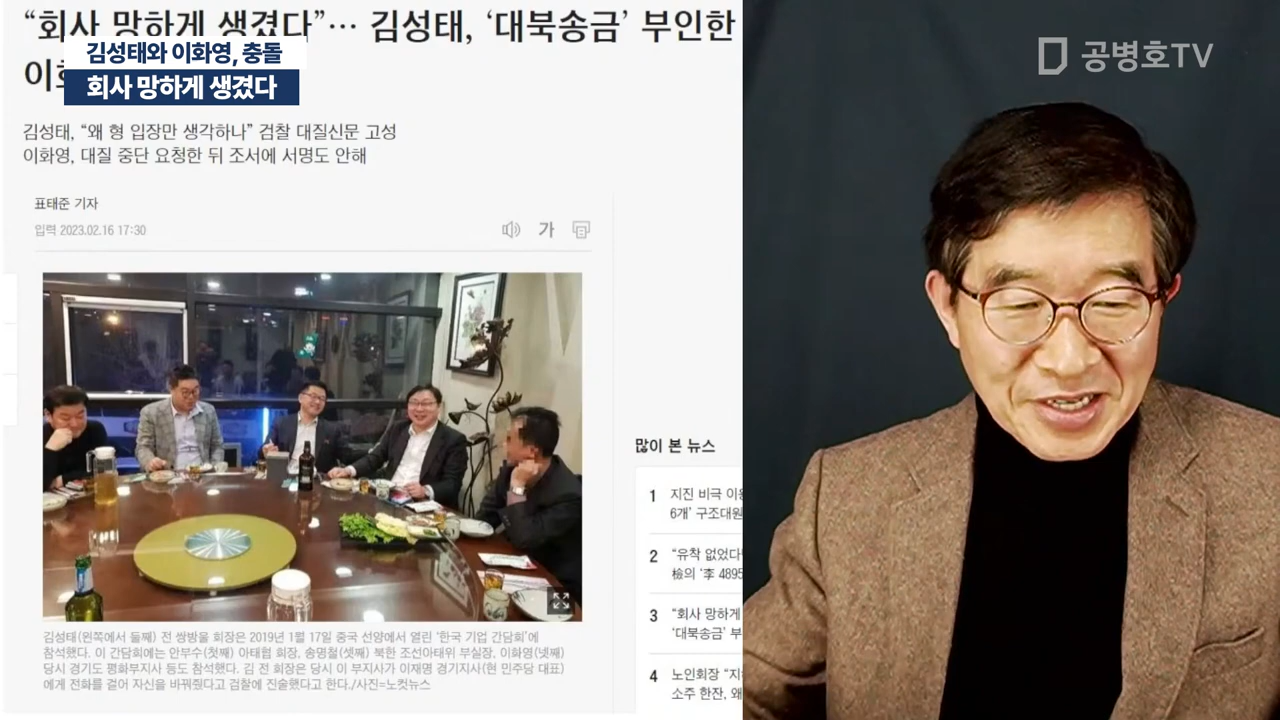 “회사 망하게 생겼다”… 김성태, ‘대북송금’ 부인한
이화
김성태와 이화영, 충돌
회사 망하게 생겼다
공병호TV
김성태, “왜 형 입장만 생각하나” 검찰 대질신문 고성
이화영, 대질 중단 요청한 뒤 조서에 서명도 안해
표태준 기자
입력 2023.02.16 17:30
가
김성태(왼쪽에서 둘째) 전 쌍방울 회장은 2019년 1월 17일 중국 선양에서 열린 ‘한국 기업 간담회’에
참석했다. 이 간담회에는 안부수(첫째) 아태협 회장, 송명철(셋째) 북한 조선아태위 부실장, 이화영(넷째)
당시 경기도 평화부지사 등도 참석했다. 김 전 회장은 당시 이 부지사가 이재명 경기지사(현 민주당 대표)
에게 전화를 걸어 자신을 바꿔줬다고 검찰에 진술했다고 한다./사진=노컷뉴스
많이 본 뉴스
1 지진 비극 이용
6개’ 구조대원
2 “유착 없었다
檢의 ‘李 4895
3 “회사 망하게
‘대북송금’ 부
4 노인회장 “지
소주 한잔, 왜